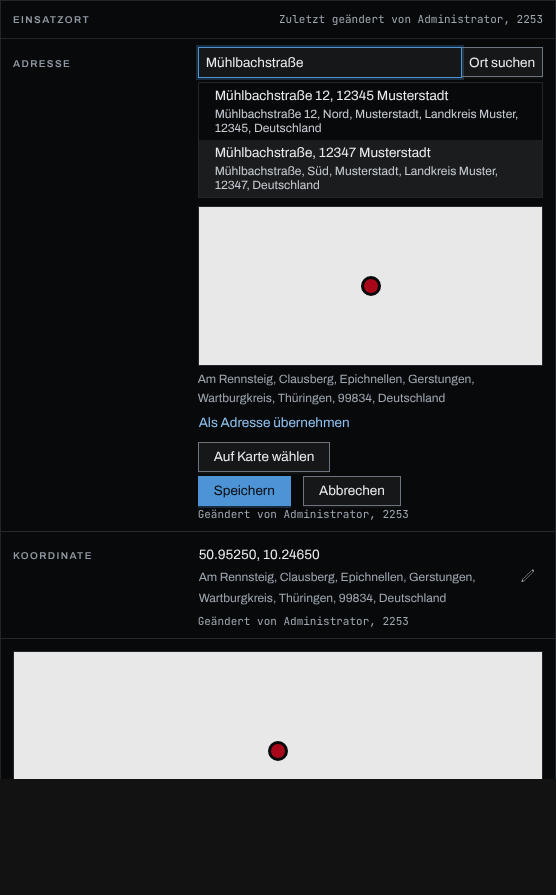 EINSATZORT
Zuletzt geändert von Administrator, 2253
ADRESSE
Mühlbachstraße
Ort suchen
Mühlbachstraße 12, 12345 Musterstadt
Mühlbachstraße 12, Nord, Musterstadt, Landkreis Muster,
12345, Deutschland
Mühlbachstraße, 12347 Musterstadt
Mühlbachstraße, Süd, Musterstadt, Landkreis Muster,
12347, Deutschland
Am Rennsteig, Clausberg, Epichnellen, Gerstungen,
Wartburgkreis, Thüringen, 99834, Deutschland
Als Adresse übernehmen
Auf Karte wählen
Speichern
Abbrechen
Geändert von Administrator, 2253
KOORDINATE
50.95250, 10.24650
Am Rennsteig, Clausberg, Epichnellen, Gerstungen,
Wartburgkreis, Thüringen, 99834, Deutschland
Geändert von Administrator, 2253